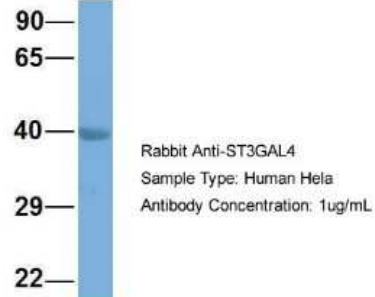 90
65
40
Rabbit Anti-ST3GAL4
Sample Type: Human Hela
29
Antibody Concentration: 1ug/mL
22